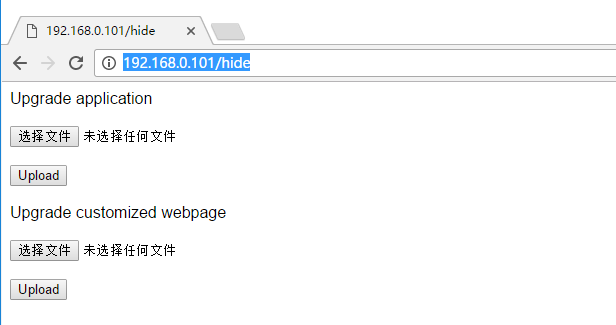 192.168.0.101/hide
192.168.0.101/hide
Upgrade application
选择文件 未选择任何文件
Upload
Upgrade customized webpage
选择文件 未选择任何文件
Upload